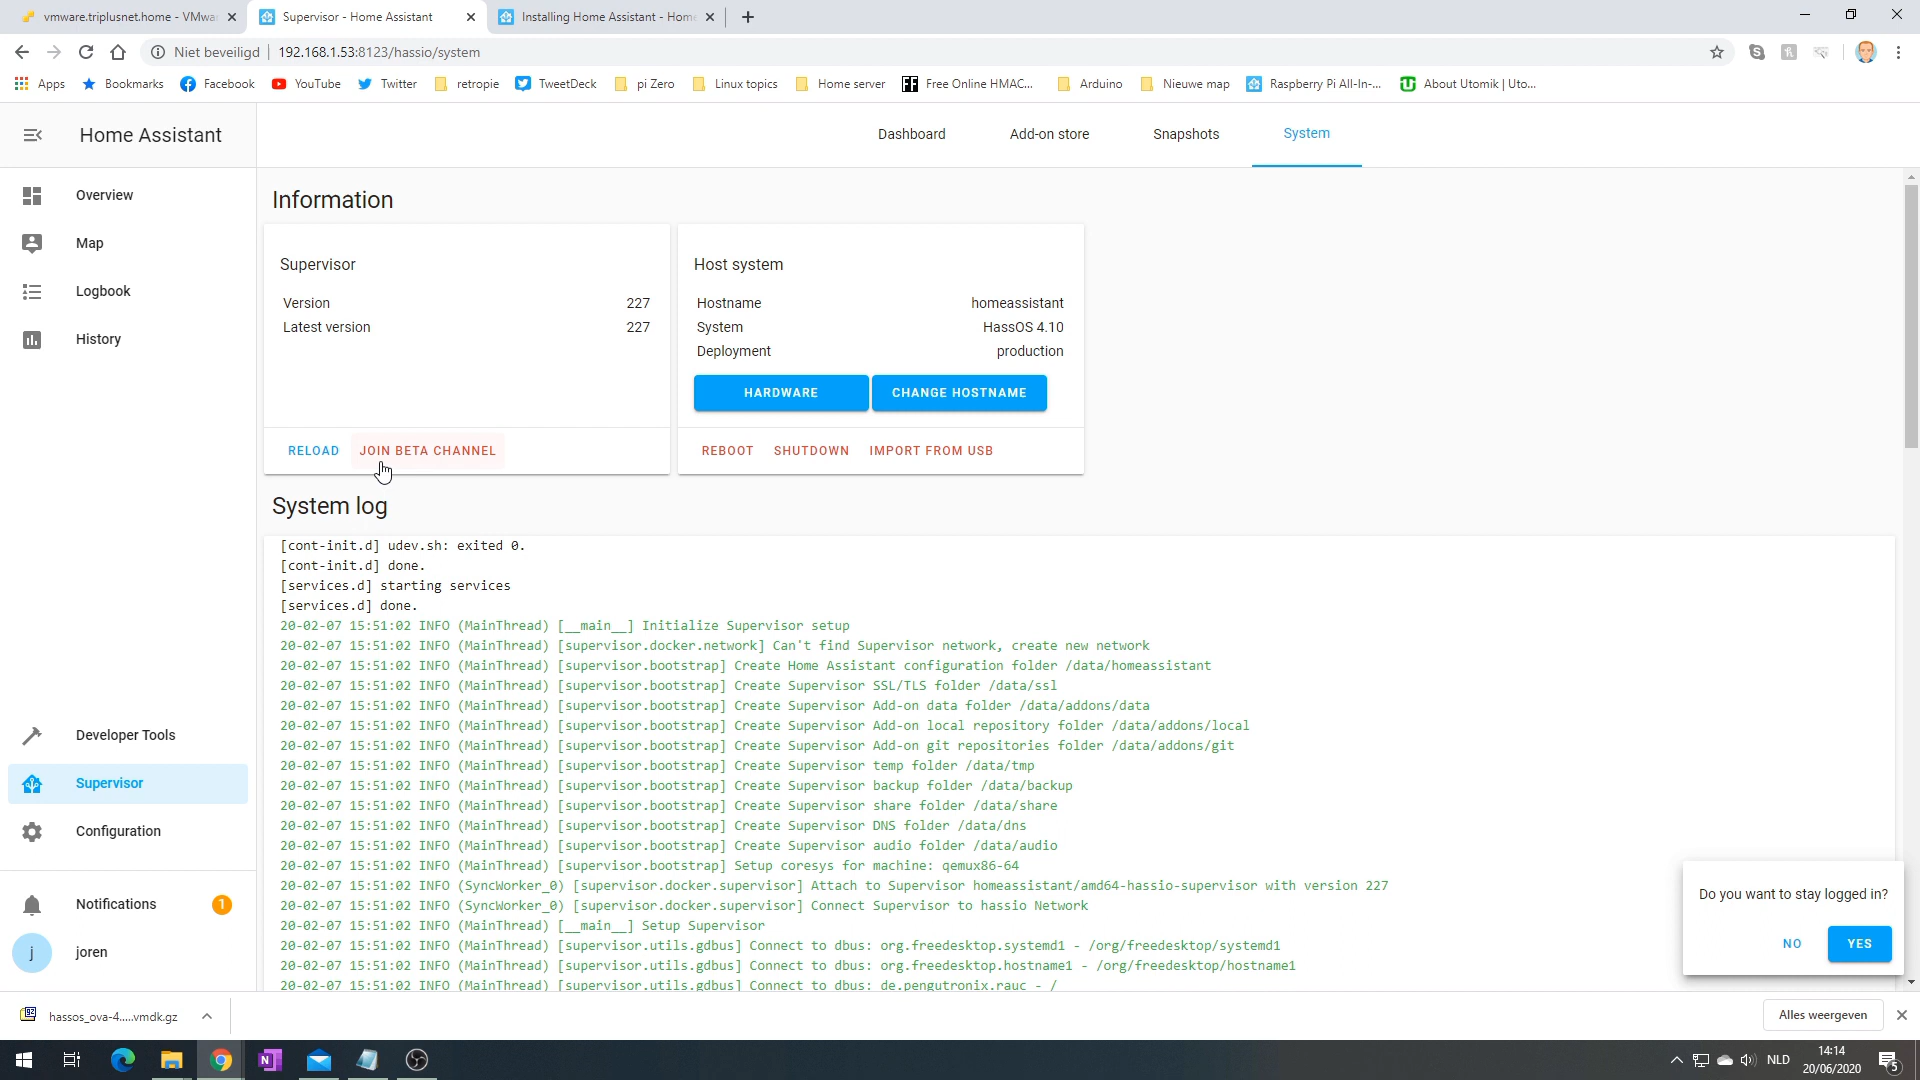 vmware.triplusnet.home - VMwa
Supervisor - Home Assistant
Installing Home Assistant - Hom
Niet beveiligd
192.168.1.53:8123/hassio/system
Apps
Bookmarks
Facebook
YouTube
Twitter
retropie
TweetDeck
pi Zero
Linux topics
Home server
Free Online HMAC...
Arduino
Nieuwe map
Raspberry Pi All-In-...
About Utomik | Uto...
Home Assistant
Dashboard
Add-on store
Snapshots
System
Overview
Map
Logbook
History
Developer Tools
Supervisor
Configuration
Notifications
1
j
joren
Information
Supervisor
Version 227
Latest version 227
RELOAD
JOIN BETA CHANNEL
Host system
Hostname homeassistant
System HassOS 4.10
Deployment production
HARDWARE
CHANGE HOSTNAME
REBOOT
SHUTDOWN
IMPORT FROM USB
System log
[cont-init.d] udev.sh: exited 0.
[cont-init.d] done.
[services.d] starting services
[services.d] done.
20-02-07 15:51:02 INFO (MainThread) [__main__] Initialize Supervisor setup
20-02-07 15:51:02 INFO (MainThread) [supervisor.docker.network] Can't find Supervisor network, create new network
20-02-07 15:51:02 INFO (MainThread) [supervisor.bootstrap] Create Home Assistant configuration folder /data/homeassistant
20-02-07 15:51:02 INFO (MainThread) [supervisor.bootstrap] Create Supervisor SSL/TLS folder /data/ssl
20-02-07 15:51:02 INFO (MainThread) [supervisor.bootstrap] Create Supervisor Add-on data folder /data/addons/data
20-02-07 15:51:02 INFO (MainThread) [supervisor.bootstrap] Create Supervisor Add-on local repository folder /data/addons/local
20-02-07 15:51:02 INFO (MainThread) [supervisor.bootstrap] Create Supervisor Add-on git repositories folder /data/addons/git
20-02-07 15:51:02 INFO (MainThread) [supervisor.bootstrap] Create Supervisor temp folder /data/tmp
20-02-07 15:51:02 INFO (MainThread) [supervisor.bootstrap] Create Supervisor backup folder /data/backup
20-02-07 15:51:02 INFO (MainThread) [supervisor.bootstrap] Create Supervisor share folder /data/share
20-02-07 15:51:02 INFO (MainThread) [supervisor.bootstrap] Create Supervisor DNS folder /data/dns
20-02-07 15:51:02 INFO (MainThread) [supervisor.bootstrap] Create Supervisor audio folder /data/audio
20-02-07 15:51:02 INFO (MainThread) [supervisor.bootstrap] Setup coresys for machine: qemux86-64
20-02-07 15:51:02 INFO (SyncWorker_0) [supervisor.docker.supervisor] Attach to Supervisor homeassistant/amd64-hassio-supervisor with version 227
20-02-07 15:51:02 INFO (SyncWorker_0) [supervisor.docker.supervisor] Connect Supervisor to hassio Network
20-02-07 15:51:02 INFO (MainThread) [__main__] Setup Supervisor
20-02-07 15:51:02 INFO (MainThread) [supervisor.utils.gdbus] Connect to dbus: org.freedesktop.systemd1 - /org/freedesktop/systemd1
20-02-07 15:51:02 INFO (MainThread) [supervisor.utils.gdbus] Connect to dbus: org.freedesktop.hostname1 - /org/freedesktop/hostname1
20-02-07 15:51:02 INFO (MainThread) [supervisor.utils.gdbus] Connect to dbus: de.pengutronix.rauc - /
Do you want to stay logged in?
NO
YES
hassos_ova-4.....vmdk.gz
Alles weergeven
NLD
14:14
20/06/2020
5